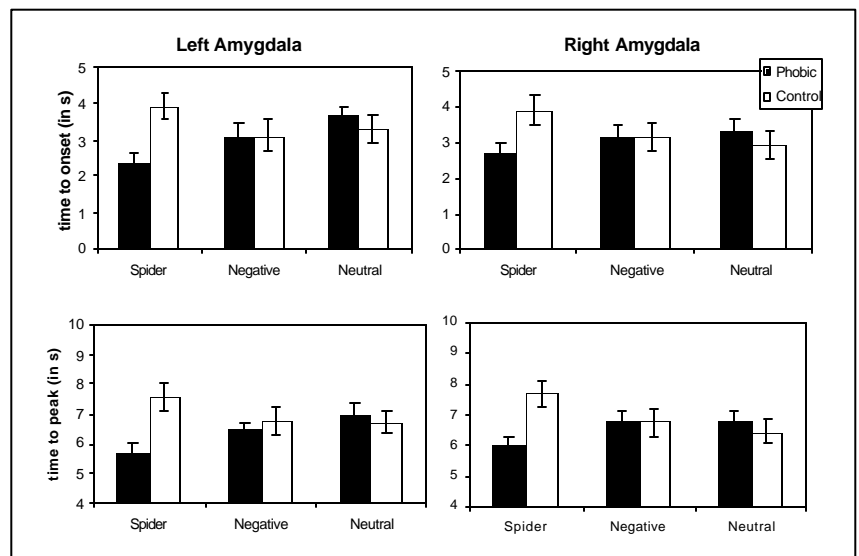 Left Amygdala
Right Amygdala
Phobic
Control
time to onset (in s)
5
4
3
2
1
0
Spider Negative Neutral
5
4
3
2
1
0
Spider Negative Neutral
time to peak (in s)
10
9
8
7
6
5
4
Spider Negative Neutral
10
9
8
7
6
5
4
Spider Negative Neutral